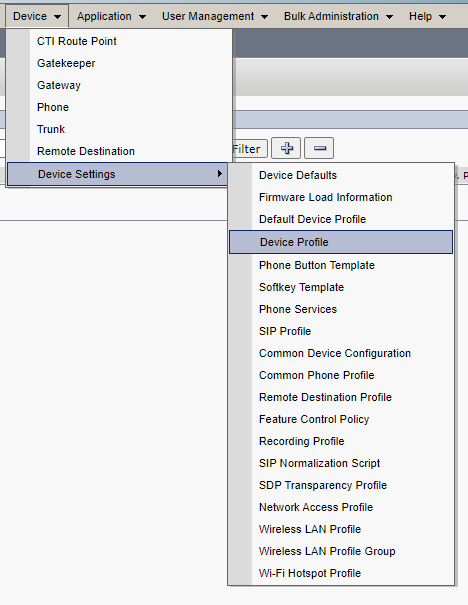 Device Application User Management Bulk Administration Help
CTI Route Point
Gatekeeper
Gateway
Phone
Trunk
Remote Destination
Filter
Device Settings
Device Defaults
Firmware Load Information
Default Device Profile
Device Profile
Phone Button Template
Softkey Template
Phone Services
SIP Profile
Common Device Configuration
Common Phone Profile
Remote Destination Profile
Feature Control Policy
Recording Profile
SIP Normalization Script
SDP Transparency Profile
Network Access Profile
Wireless LAN Profile
Wireless LAN Profile Group
Wi-Fi Hotspot Profile